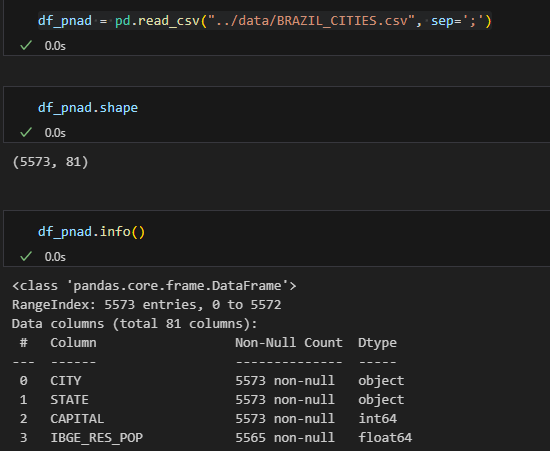 df_pnad = pd.read_csv("../data/BRAZIL_CITIES.csv", sep=';')
0.0s
df_pnad.shape
0.0s
(5573, 81)
df_pnad.info()
0.0s
<class 'pandas.core.frame.DataFrame'>
RangeIndex: 5573 entries, 0 to 5572
Data columns (total 81 columns):
 #   Column                 Non-Null Count  Dtype
---  ------                 --------------  -----
 0   CITY                   5573 non-null   object
 1   STATE                  5573 non-null   object
 2   CAPITAL                5573 non-null   int64
 3   IBGE_RES_POP           5565 non-null   float64